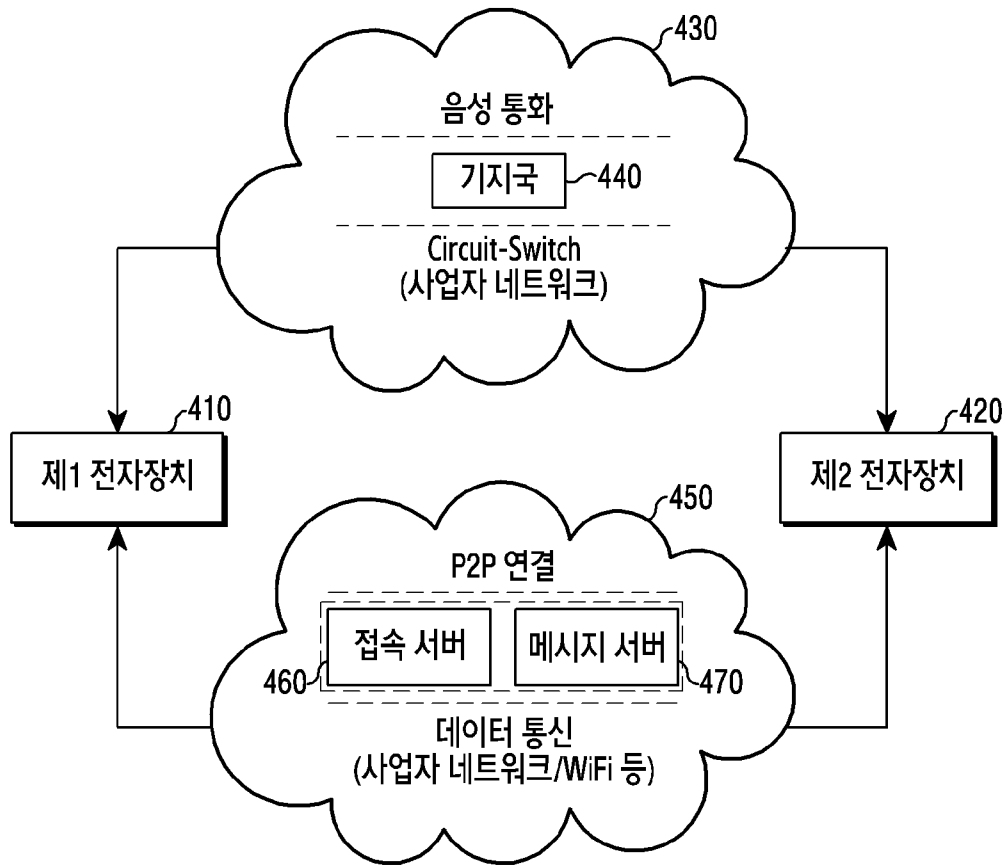 430
음성 통화
기지국
440
Circuit-Switch
(사업자 네트워크)
410
제1 전자장치
420
제2 전자장치
450
P2P 연결
접속 서버
메시지 서버
460
470
데이터 통신
(사업자 네트워크/WiFi 등)